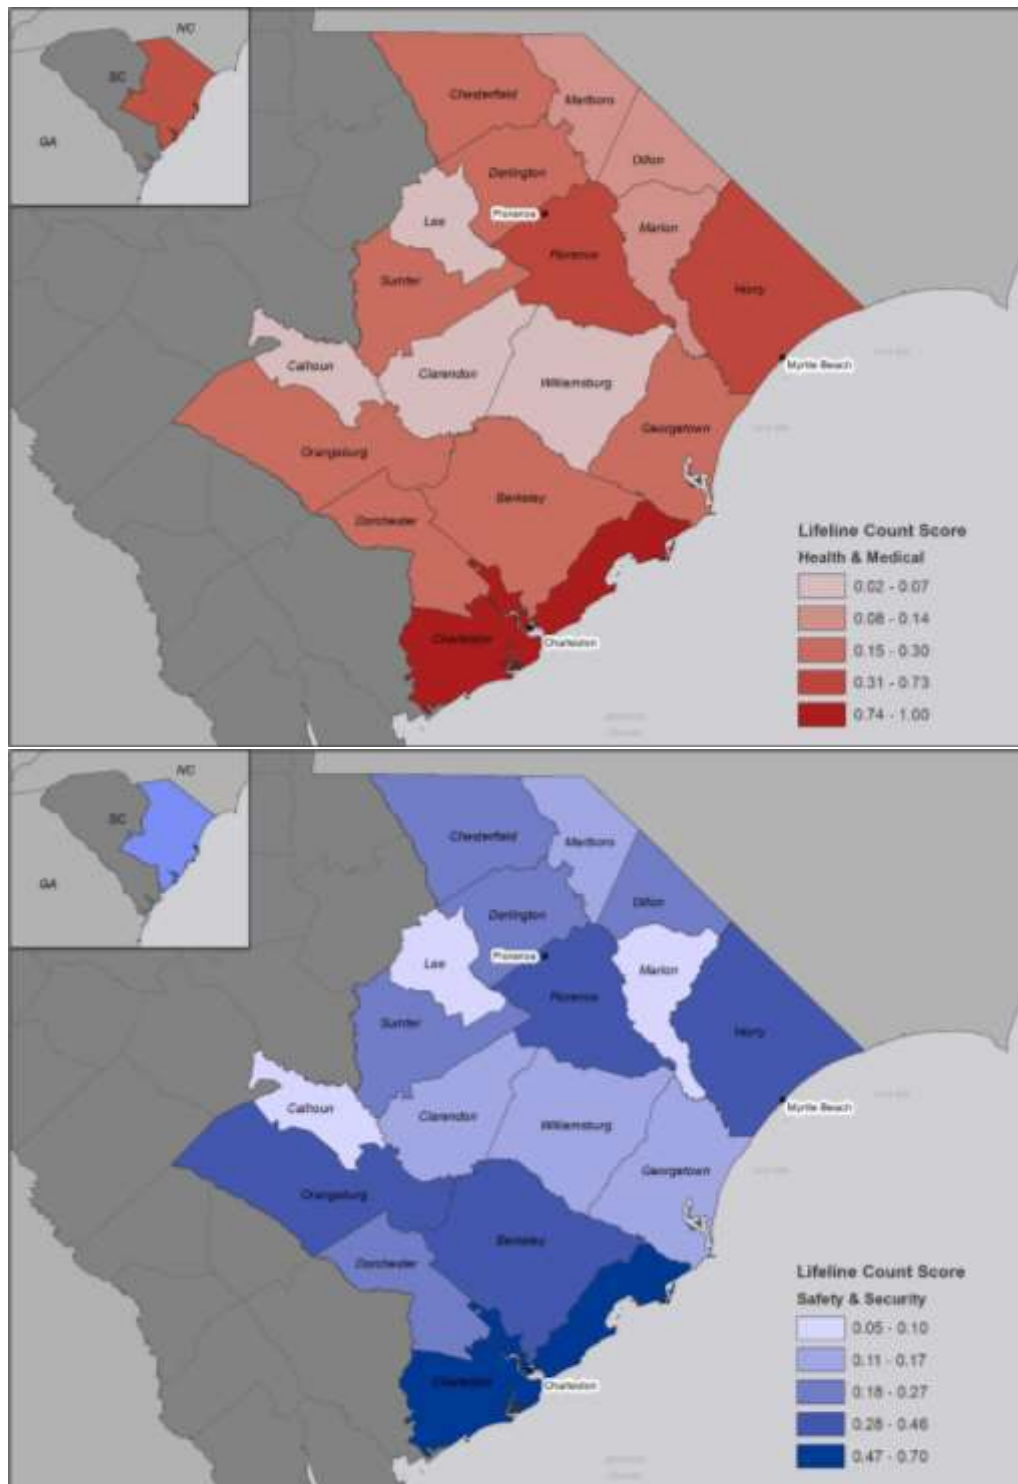 NC
SC
GA
Chesterfield
Marlboro
Dillon
Darlington
Lee
Florence
Marion
Florence
Horry
Sumter
Myrtle Beach
Calhoun
Clarendon
Williamsburg
Georgetown
Orangeburg
Berkeley
Dorchester
Charleston
Charleston
Lifeline Count Score
Health & Medical
0.02 - 0.07
0.08 - 0.14
0.15 - 0.30
0.31 - 0.73
0.74 - 1.00
NC
SC
GA
Chesterfield
Marlboro
Dillon
Darlington
Lee
Florence
Marion
Florence
Horry
Sumter
Myrtle Beach
Calhoun
Clarendon
Williamsburg
Georgetown
Orangeburg
Berkeley
Dorchester
Charleston
Charleston
Lifeline Count Score
Safety & Security
0.05 - 0.10
0.11 - 0.17
0.18 - 0.27
0.28 - 0.46
0.47 - 0.70